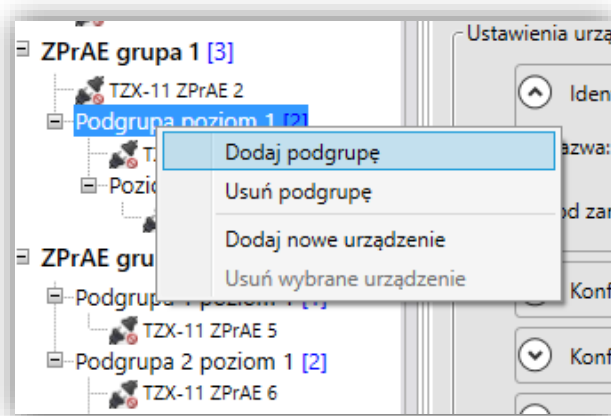 ZPrAE grupa 1 [3]
TZX-11 ZPrAE 2
Podgrupa poziom 1 [2]
Dodaj podgrupę
Usuń podgrupę
Dodaj nowe urządzenie
Usuń wybrane urządzenie
ZPrAE gru
Podgrupa 1 poziom 1 [1]
TZX-11 ZPrAE 5
Podgrupa 2 poziom 1 [2]
TZX-11 ZPrAE 6
Ustawienia urzą
Iden
azwa:
od zar
Konf
Konf